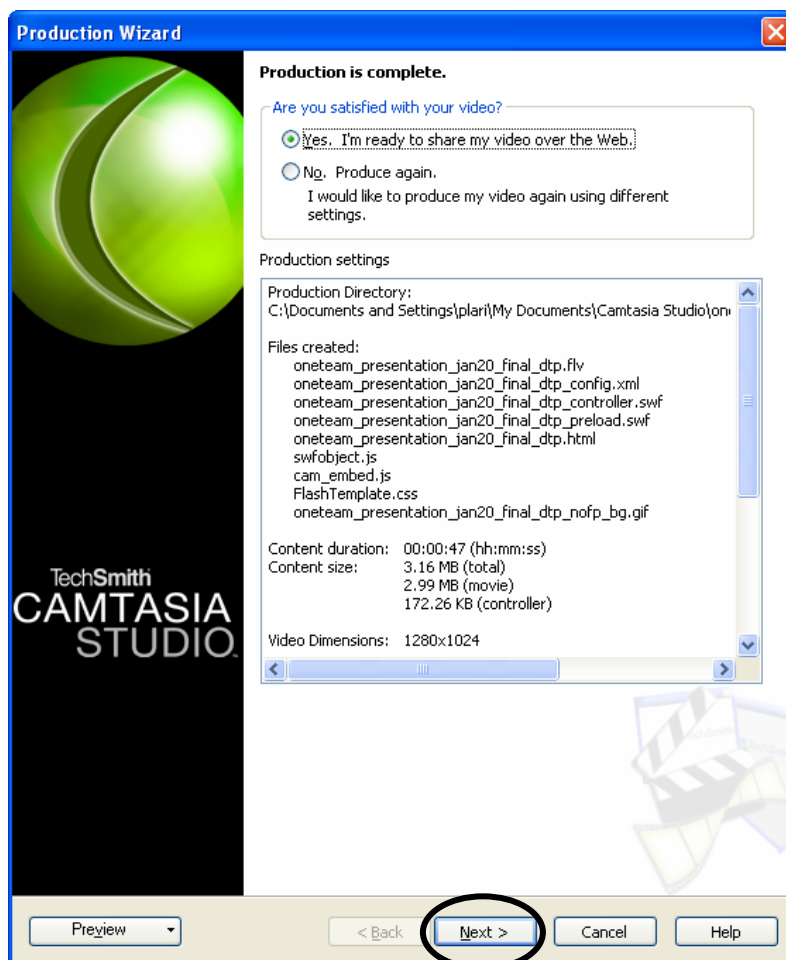 Production Wizard
Production is complete.
Are you satisfied with your video?
Yes. I'm ready to share my video over the Web.
No. Produce again.
I would like to produce my video again using different
settings.
Production settings
Production Directory:
C:\Documents and Settings\plari\My Documents\Camtasia Studio\on
Files created:
oneteam_presentation_jan20_final_dtp.flv
oneteam_presentation_jan20_final_dtp_config.xml
oneteam_presentation_jan20_final_dtp_controller.swf
oneteam_presentation_jan20_final_dtp_preload.swf
oneteam_presentation_jan20_final_dtp.html
swfobject.js
cam_embed.js
FlashTemplate.css
oneteam_presentation_jan20_final_dtp_nofp_bg.gif
Content duration: 00:00:47 (hh:mm:ss)
Content size: 3.16 MB (total)
2.99 MB (movie)
172.26 KB (controller)
Video Dimensions: 1280x1024
TechSmith
CAMTASIA
STUDIO
Preview
< Back
Next >
Cancel
Help